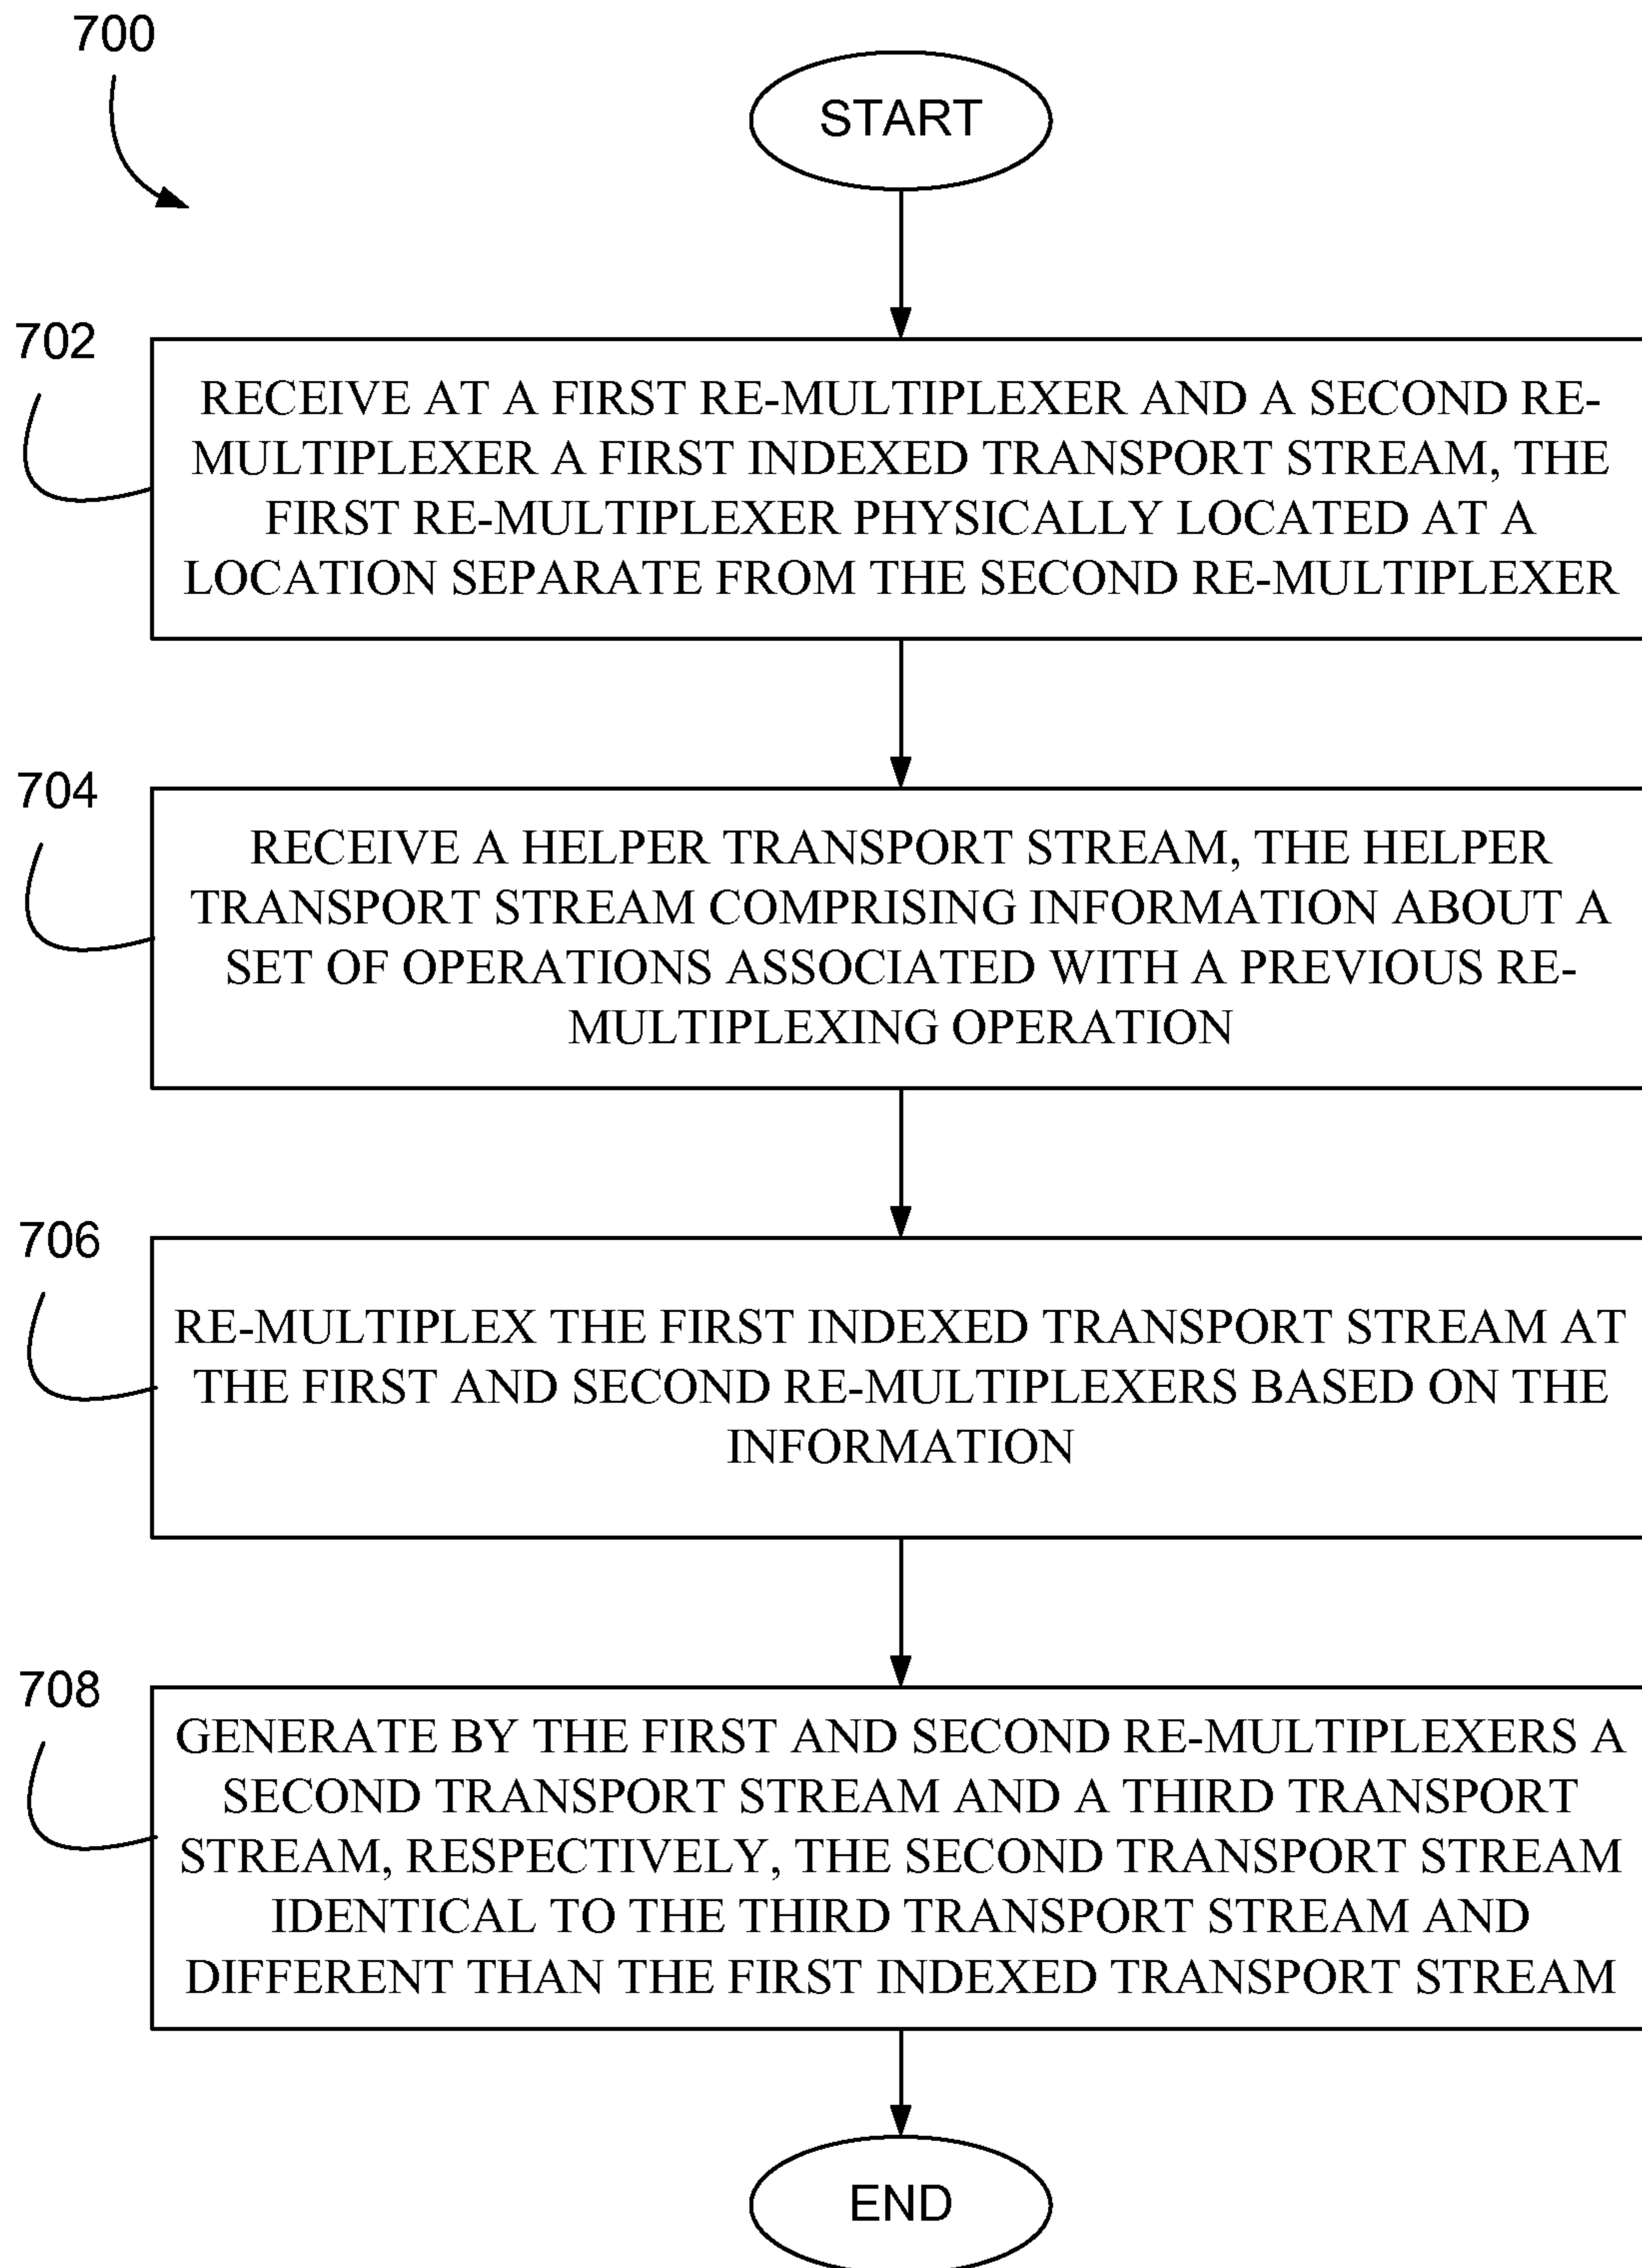 700
START
702
RECEIVE AT A FIRST RE-MULTIPLEXER AND A SECOND RE-
MULTIPLEXER A FIRST INDEXED TRANSPORT STREAM, THE
FIRST RE-MULTIPLEXER PHYSICALLY LOCATED AT A
LOCATION SEPARATE FROM THE SECOND RE-MULTIPLEXER
704
RECEIVE A HELPER TRANSPORT STREAM, THE HELPER
TRANSPORT STREAM COMPRISING INFORMATION ABOUT A
SET OF OPERATIONS ASSOCIATED WITH A PREVIOUS RE-
MULTIPLEXING OPERATION
706
RE-MULTIPLEX THE FIRST INDEXED TRANSPORT STREAM AT
THE FIRST AND SECOND RE-MULTIPLEXERS BASED ON THE
INFORMATION
708
GENERATE BY THE FIRST AND SECOND RE-MULTIPLEXERS A
SECOND TRANSPORT STREAM AND A THIRD TRANSPORT
STREAM, RESPECTIVELY, THE SECOND TRANSPORT STREAM
IDENTICAL TO THE THIRD TRANSPORT STREAM AND
DIFFERENT THAN THE FIRST INDEXED TRANSPORT STREAM
END